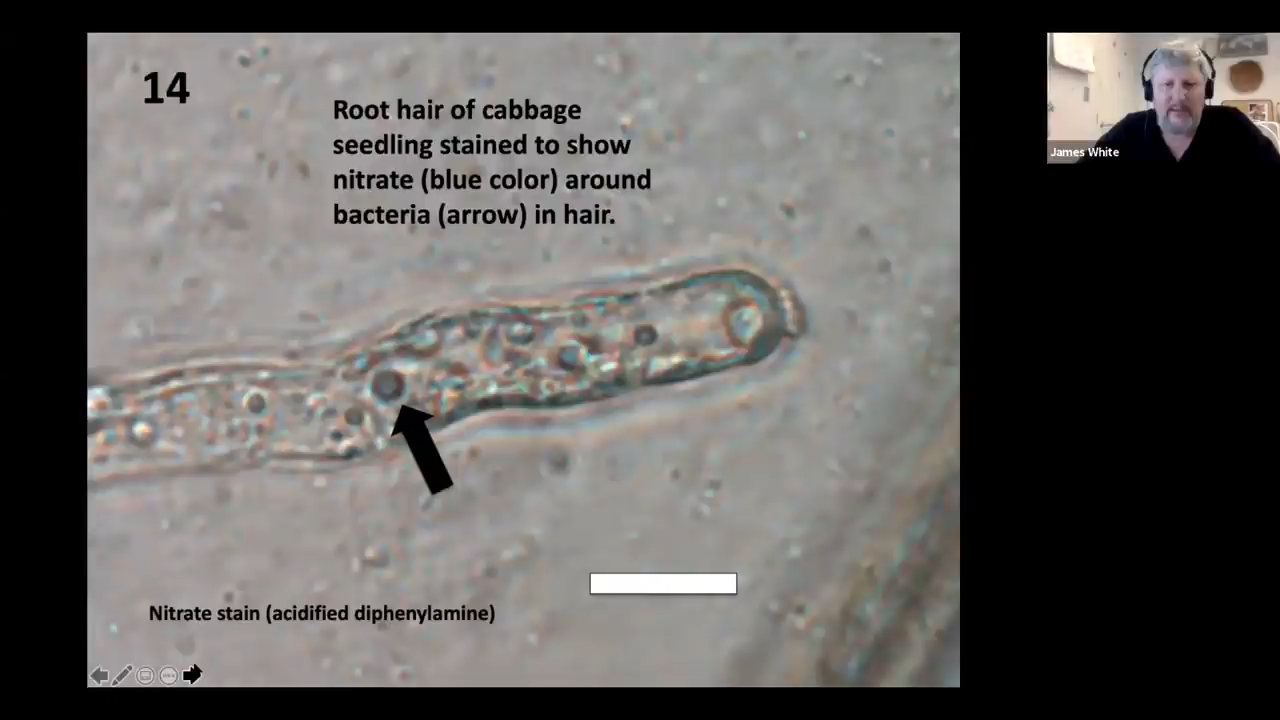 14
Root hair of cabbage
seedling stained to show
nitrate (blue color) around
bacteria (arrow) in hair.
James White
Nitrate stain (acidified diphenylamine)